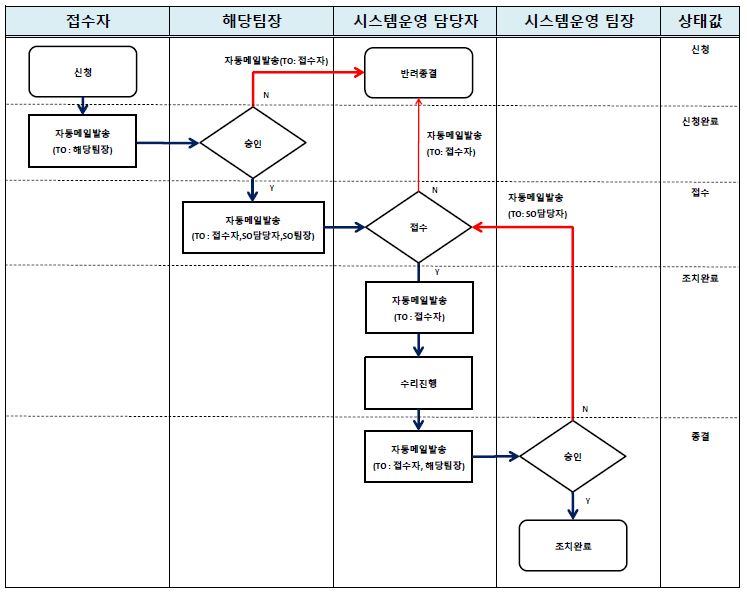 접수자
해당팀장
시스템운영 담당자
시스템운영 팀장
상태값
신청
자동메일발송(TO: 접수자)
반려종결
신청
N
자동메일발송
(TO : 해당팀장)
승인
자동메일발송
(TO: 접수자)
신청완료
Y
N
자동메일발송
(TO: SO담당자)
접수
자동메일발송
(TO : 접수자,SO담당자,SO팀장)
접수
Y
조치완료
자동메일발송
(TO : 접수자)
수리진행
N
종결
자동메일발송
(TO : 접수자, 해당팀장)
승인
Y
조치완료